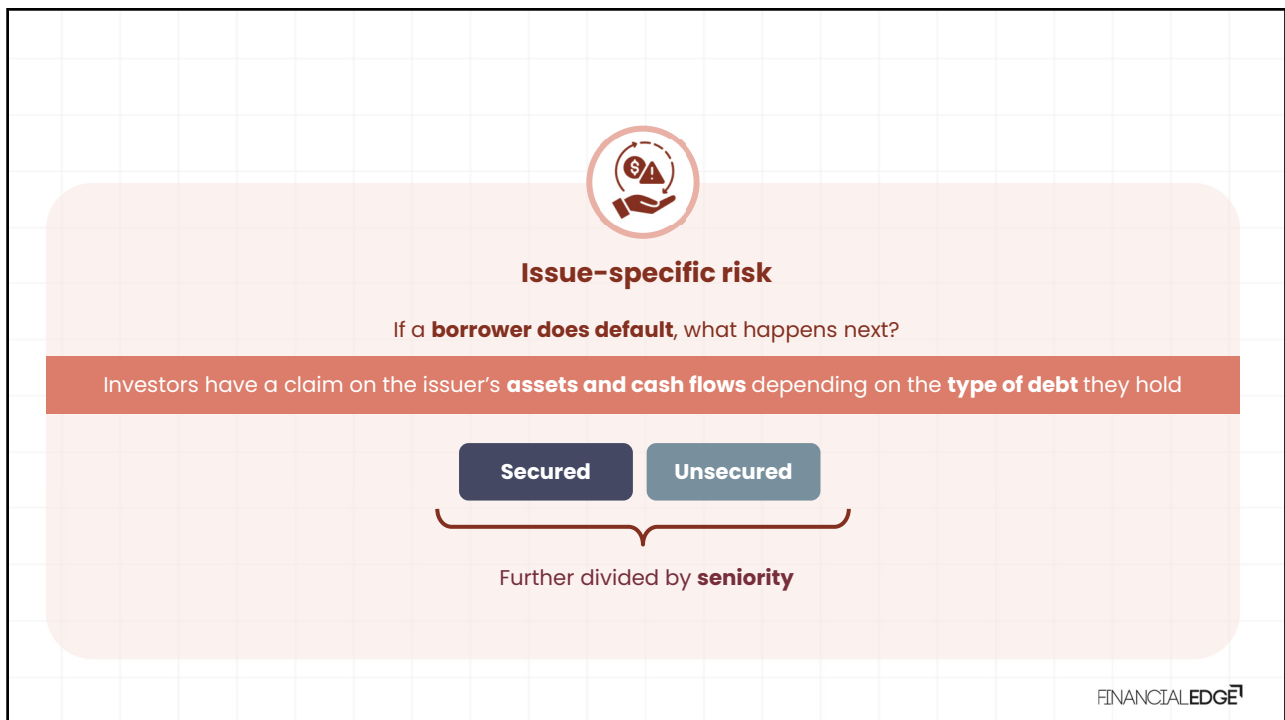 Issue-specific risk
If a borrower does default, what happens next?
Investors have a claim on the issuer’s assets and cash flows depending on the type of debt they hold
Secured
Unsecured
Further divided by seniority
FINANCIALEDGE